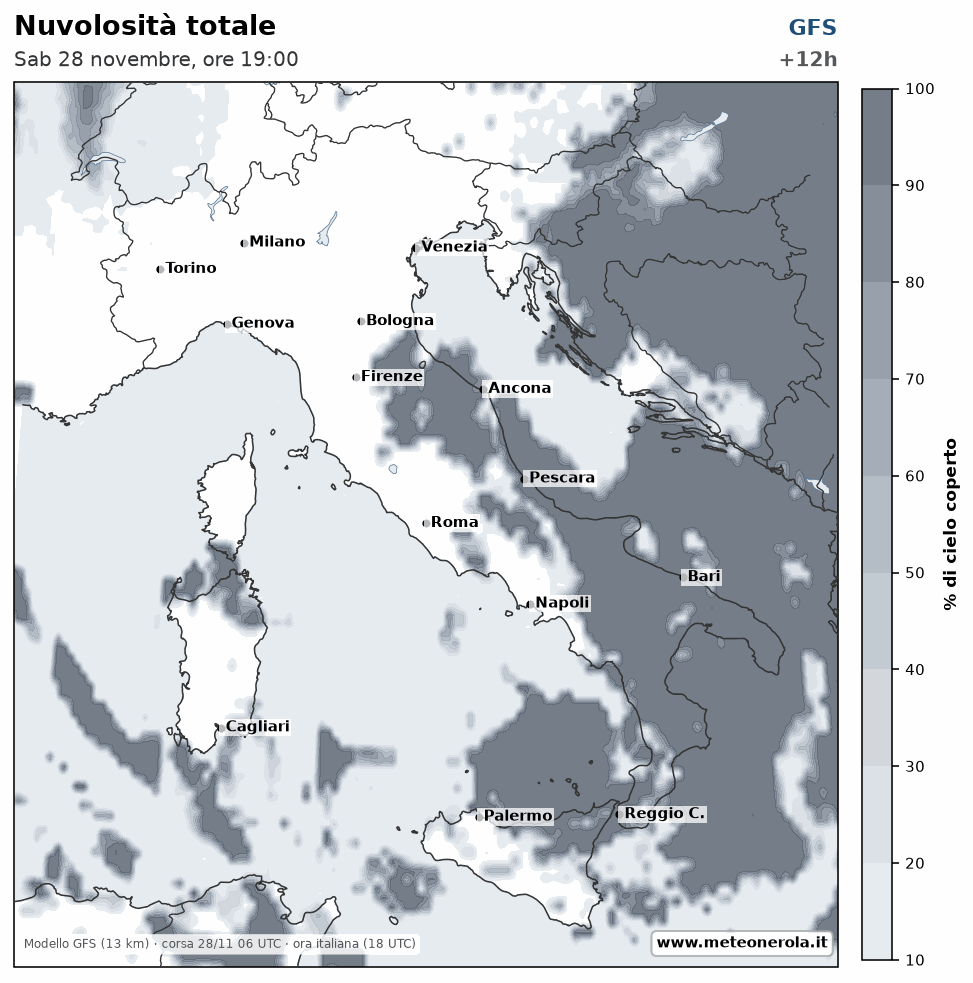 Nuvolosità totale
GFS
Sab 28 novembre, ore 19:00
+12h
100
90
80
70
60
50
40
30
20
10
% di cielo coperto
Milano
Venezia
Torino
Genova
Bologna
Firenze
Ancona
Pescara
Roma
Bari
Napoli
Cagliari
Palermo
Reggio C.
Modello GFS (13 km) · corsa 28/11 06 UTC · ora italiana (18 UTC)
www.meteonerola.it